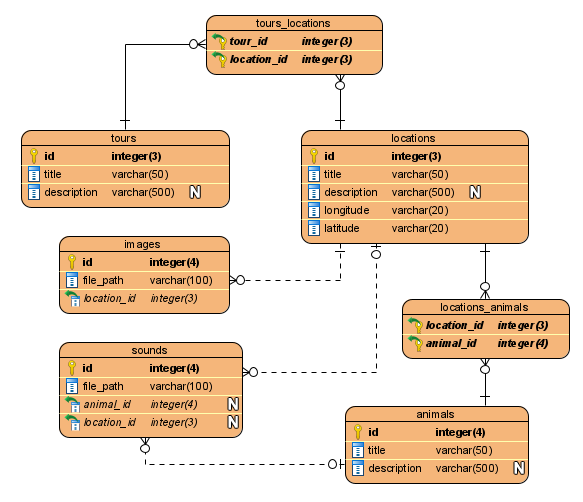 tours_locations
tour_id integer(3)
location_id integer(3)
tours
id integer(3)
title varchar(50)
description varchar(500) N
locations
id integer(3)
title varchar(50)
description varchar(500) N
longitude varchar(20)
latitude varchar(20)
images
id integer(4)
file_path varchar(100)
location_id integer(3)
locations_animals
location_id integer(3)
animal_id integer(4)
sounds
id integer(4)
file_path varchar(100)
animal_id integer(4) N
location_id integer(3) N
animals
id integer(4)
title varchar(50)
description varchar(500) N